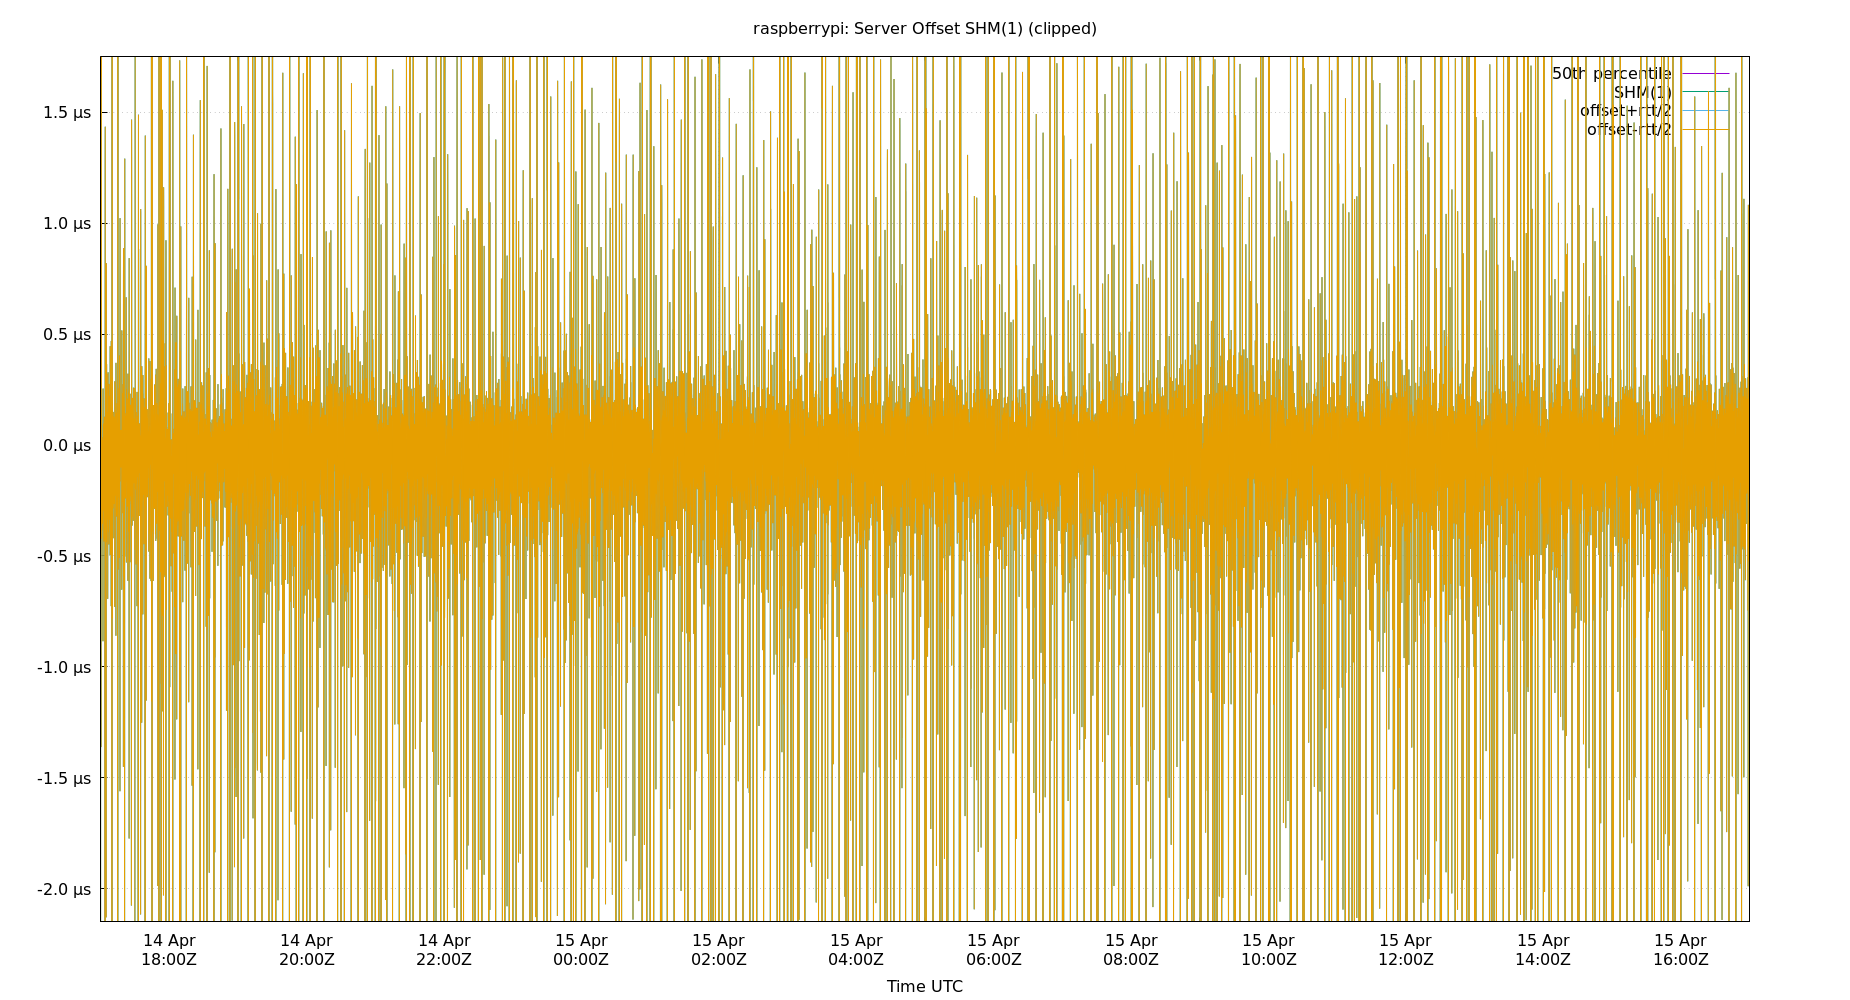 raspberrypi: Server Offset SHM(1) (clipped)
50th percentile
SHM(1)
offset+rtt/2
offset-rtt/2
1.5 µs
1.0 µs
0.5 µs
0.0 µs
-0.5 µs
-1.0 µs
-1.5 µs
-2.0 µs
14 Apr 14 Apr 14 Apr 15 Apr 15 Apr 15 Apr 15 Apr 15 Apr 15 Apr 15 Apr 15 Apr 15 Apr
18:00Z 20:00Z 22:00Z 00:00Z 02:00Z 04:00Z 06:00Z 08:00Z 10:00Z 12:00Z 14:00Z 16:00Z
Time UTC